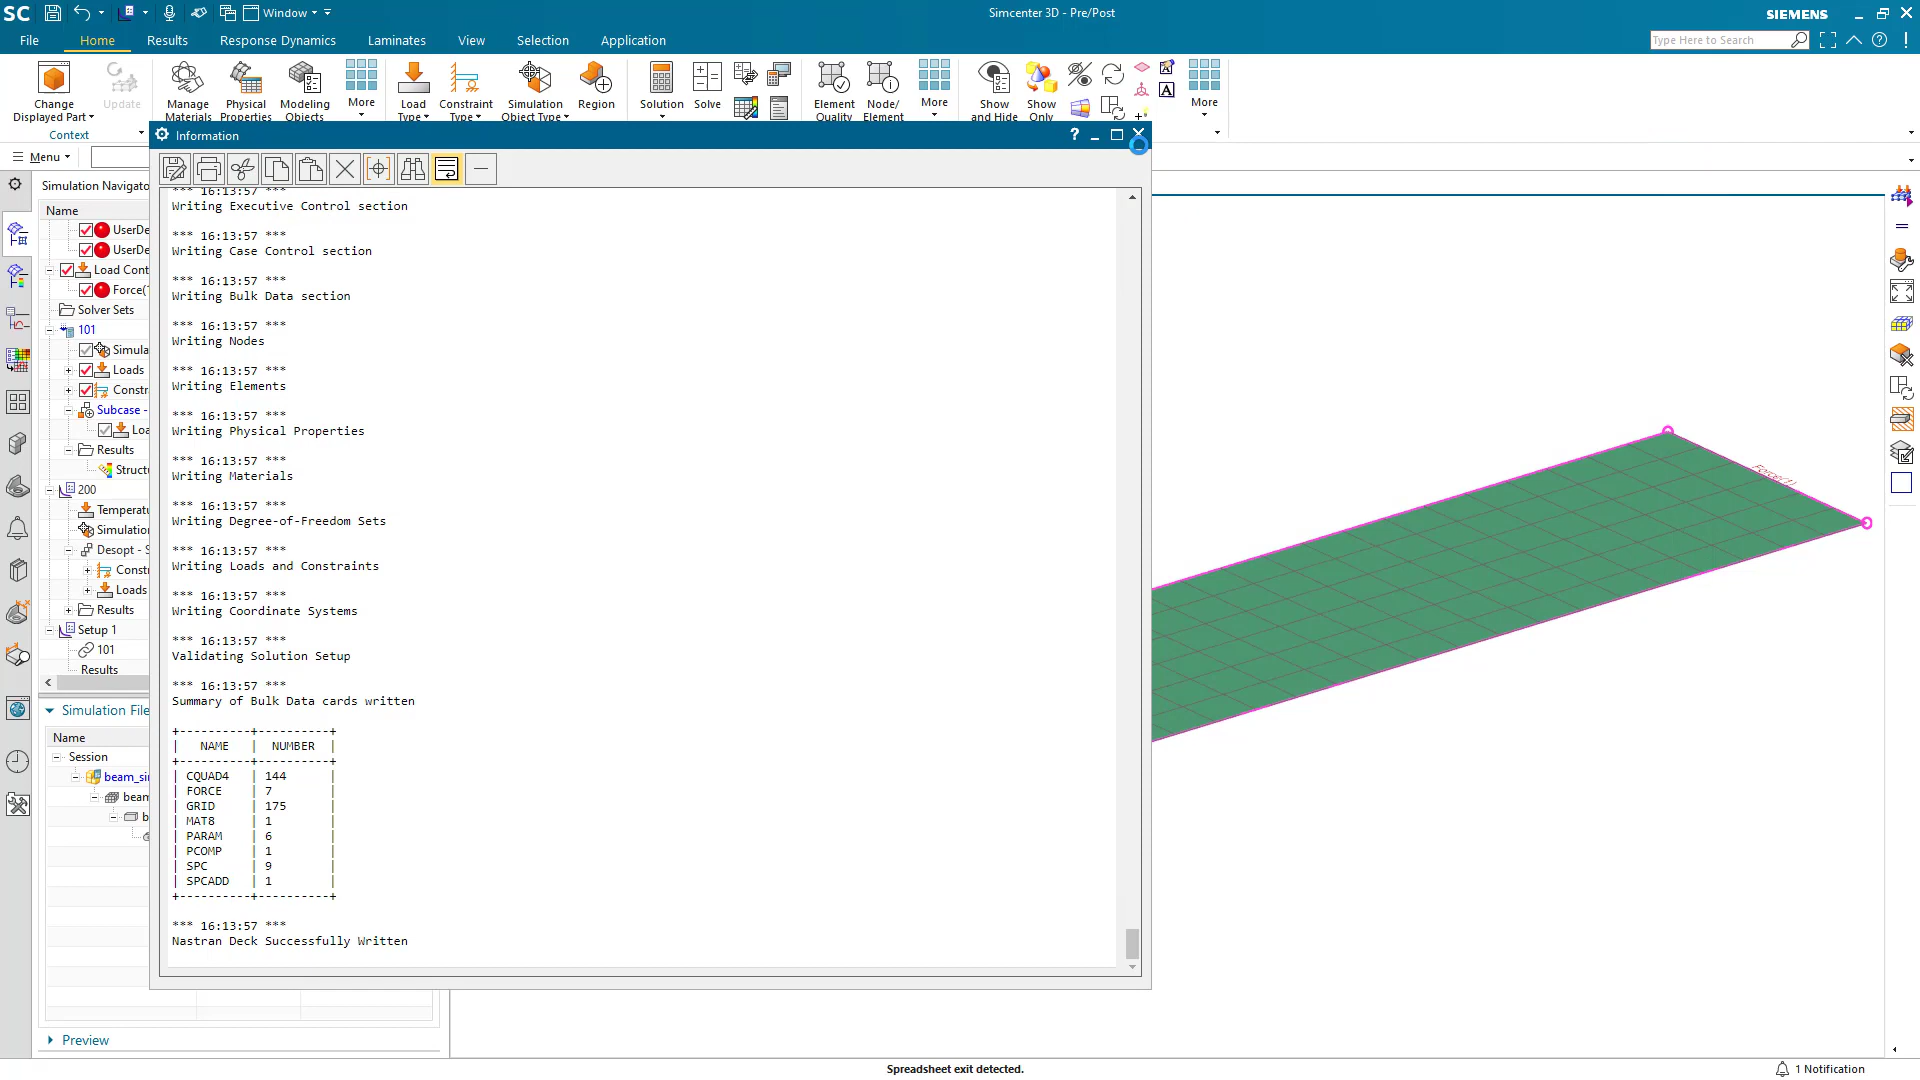 SC
Window
Simcenter 3D - Pre/Post
SIEMENS
File
Home
Results
Response Dynamics
Laminates
View
Selection
Application
Type Here to Search
Change Displayed Part
Update
Manage Materials
Physical Properties
Modeling Objects
More
Load Type
Constraint Type
Simulation Object Type
Region
Solution
Solve
Element Quality
Node/ Element
More
Show and Hide
Show Only
More
Context
Menu
Information
Simulation Navigato
Name
UserDe
UserDe
Load Cont
Force(
Solver Sets
101
Simula
Loads
Constr
Subcase -
Loa
Results
Structu
200
Temperatu
Simulation
Desopt - S
Constr
Loads
Results
Setup 1
101
Results
Simulation File
Name
Session
beam_sin
beam
b
Preview
*** 16:13:57 ***
Writing Executive Control section
*** 16:13:57 ***
Writing Case Control section
*** 16:13:57 ***
Writing Bulk Data section
*** 16:13:57 ***
Writing Nodes
*** 16:13:57 ***
Writing Elements
*** 16:13:57 ***
Writing Physical Properties
*** 16:13:57 ***
Writing Materials
*** 16:13:57 ***
Writing Degree-of-Freedom Sets
*** 16:13:57 ***
Writing Loads and Constraints
*** 16:13:57 ***
Writing Coordinate Systems
*** 16:13:57 ***
Validating Solution Setup
*** 16:13:57 ***
Summary of Bulk Data cards written
+----------+----------+
| NAME | NUMBER |
+----------+----------+
| CQUAD4 | 144 |
| FORCE | 7 |
| GRID | 175 |
| MAT8 | 1 |
| PARAM | 6 |
| PCOMP | 1 |
| SPC | 9 |
| SPCADD | 1 |
+----------+----------+
*** 16:13:57 ***
Nastran Deck Successfully Written
Force(1)
Spreadsheet exit detected.
1 Notification